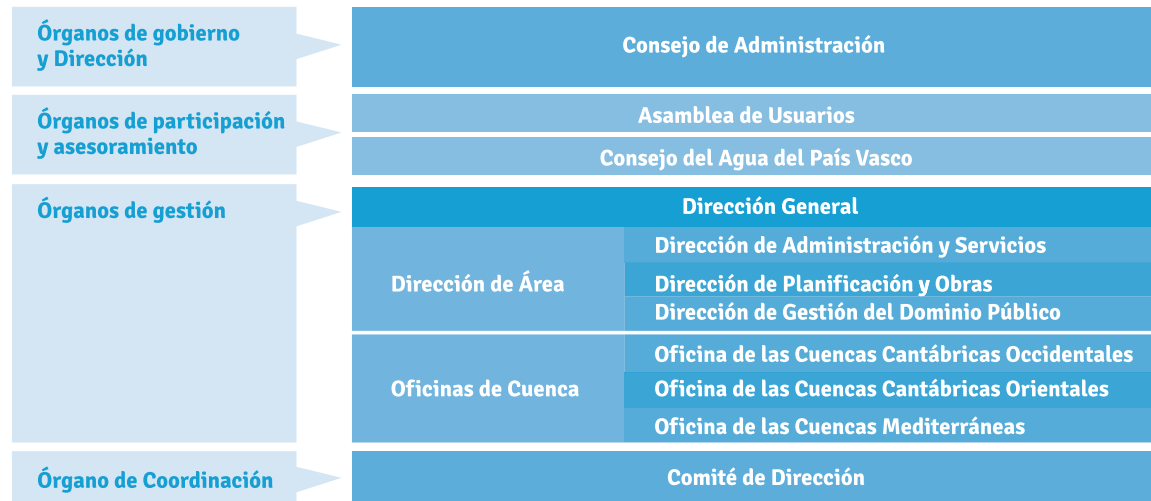 Órganos de gobierno
y Dirección
Consejo de Administración
Órganos de participación
y asesoramiento
Asamblea de Usuarios
Consejo del Agua del País Vasco
Órganos de gestión
Dirección General
Dirección de Área
Dirección de Administración y Servicios
Dirección de Planificación y Obras
Dirección de Gestión del Dominio Público
Oficinas de Cuenca
Oficina de las Cuencas Cantábricas Occidentales
Oficina de las Cuencas Cantábricas Orientales
Oficina de las Cuencas Mediterráneas
Órgano de Coordinación
Comité de Dirección